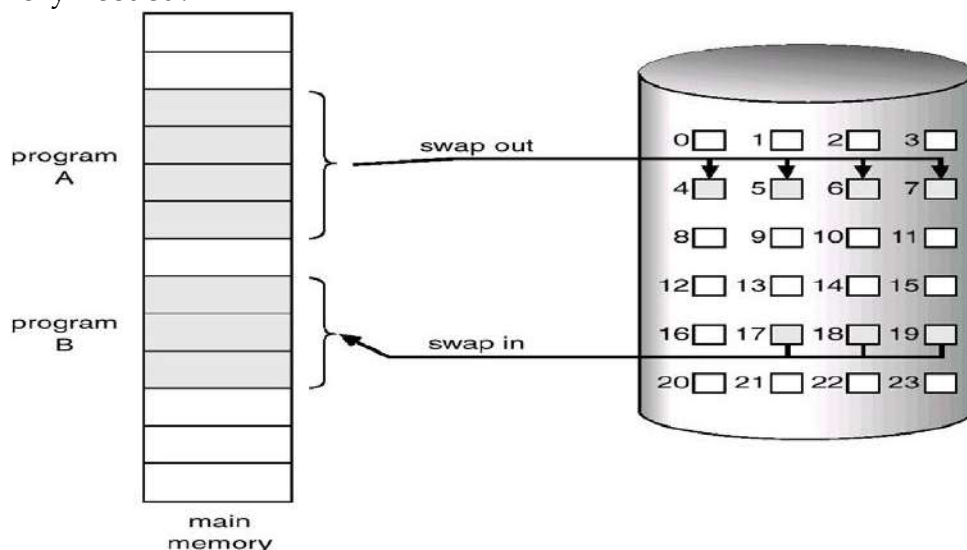 program
A
swap out
0 1 2 3
4 5 6 7
8 9 10 11
12 13 14 15
program
B
swap in
16 17 18 19
20 21 22 23
main
memory